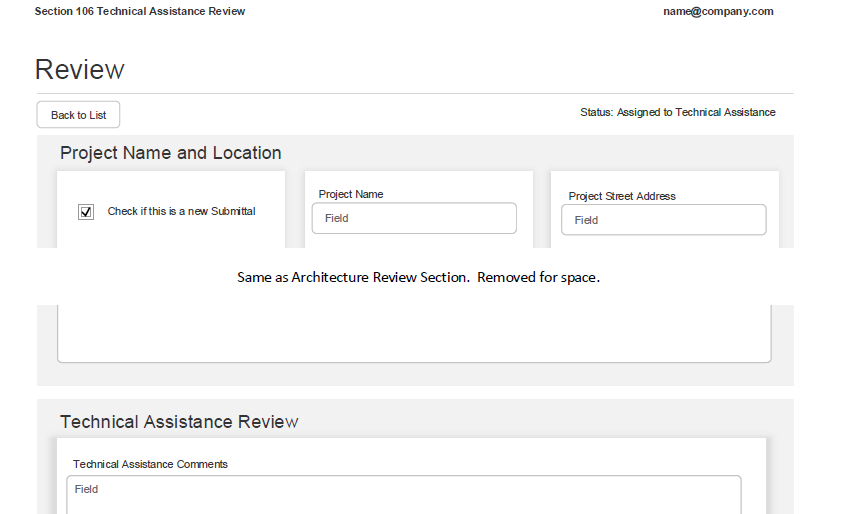 Section 106 Technical Assistance Review
name@company.com
Review
Back to List
Status: Assigned to Technical Assistance
Project Name and Location
Check if this is a new Submittal
Project Name
Field
Project Street Address
Field
Same as Architecture Review Section.  Removed for space.
Technical Assistance Review
Technical Assistance Comments
Field